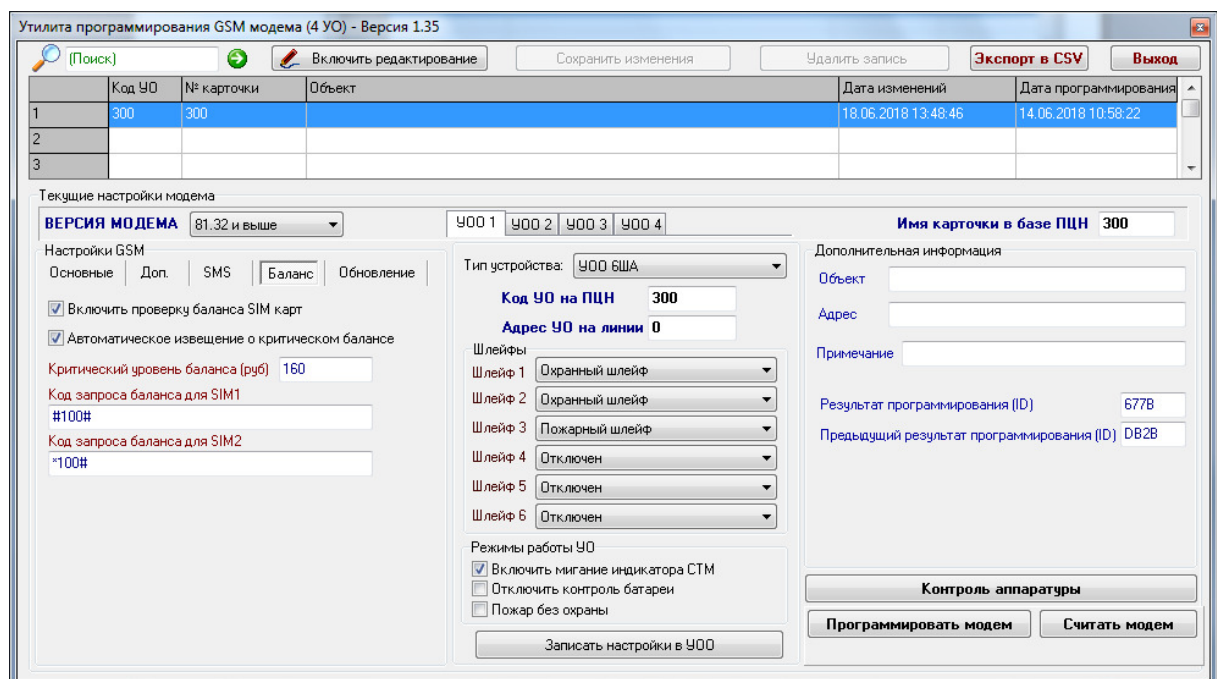 Утилита программирования GSM модема (4 УО) - Версия 1.35
(Поиск) Включить редактирование Сохранить изменения Удалить запись Экспорт в CSV Выход
Код УО № карточки Объект Дата изменений Дата программирования
1 300 300 18.06.2018 13:48:46 14.06.2018 10:58:22
2
3
Текущие настройки модема
ВЕРСИЯ МОДЕМА 81.32 и выше УОО 1 УОО 2 УОО 3 УОО 4 Имя карточки в базе ПЦН 300
Настройки GSM
Основные Доп. SMS Баланс Обновление
Включить проверку баланса SIM карт
Автоматическое извещение о критическом балансе
Критический уровень баланса (руб) 160
Код запроса баланса для SIM1
#100#
Код запроса баланса для SIM2
*100#
Тип устройства: УОО 6ША
Код УО на ПЦН 300
Адрес УО на линии 0
Шлейфы
Шлейф 1 Охранный шлейф
Шлейф 2 Охранный шлейф
Шлейф 3 Пожарный шлейф
Шлейф 4 Отключен
Шлейф 5 Отключен
Шлейф 6 Отключен
Режимы работы УО
Включить мигание индикатора СТМ
Отключить контроль батареи
Пожар без охраны
Записать настройки в УОО
Дополнительная информация
Объект
Адрес
Примечание
Результат программирования (ID) 677B
Предыдущий результат программирования (ID) DB2B
Контроль аппаратуры
Программировать модем Считать модем